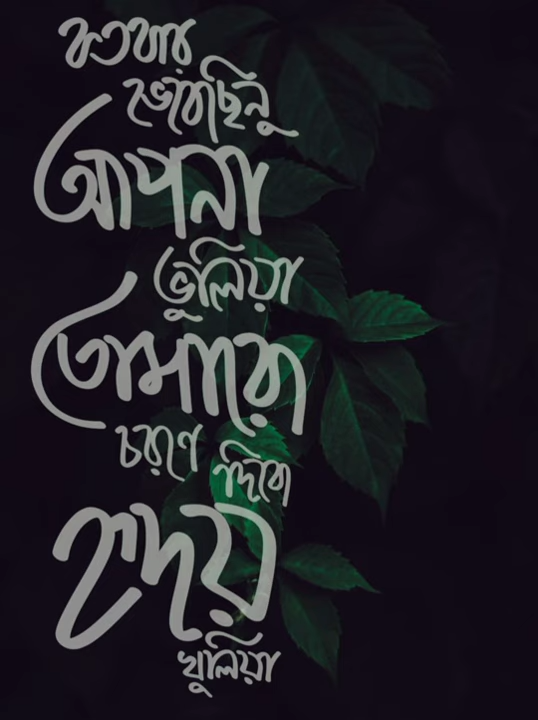 কতবার
ভেবেছিনু
আপনা
ভুলিয়া
তোমারো
চরণে দিবো
হৃদয়
খুলিয়া